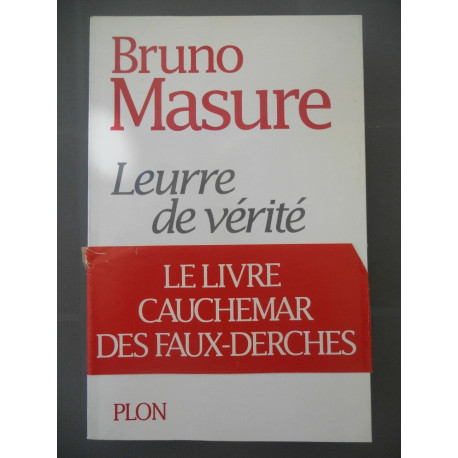 Bruno
Masure
Leurre
de vérité
LE LIVRE
CAUCHEMAR
DES FAUX-DERCHES
PLON